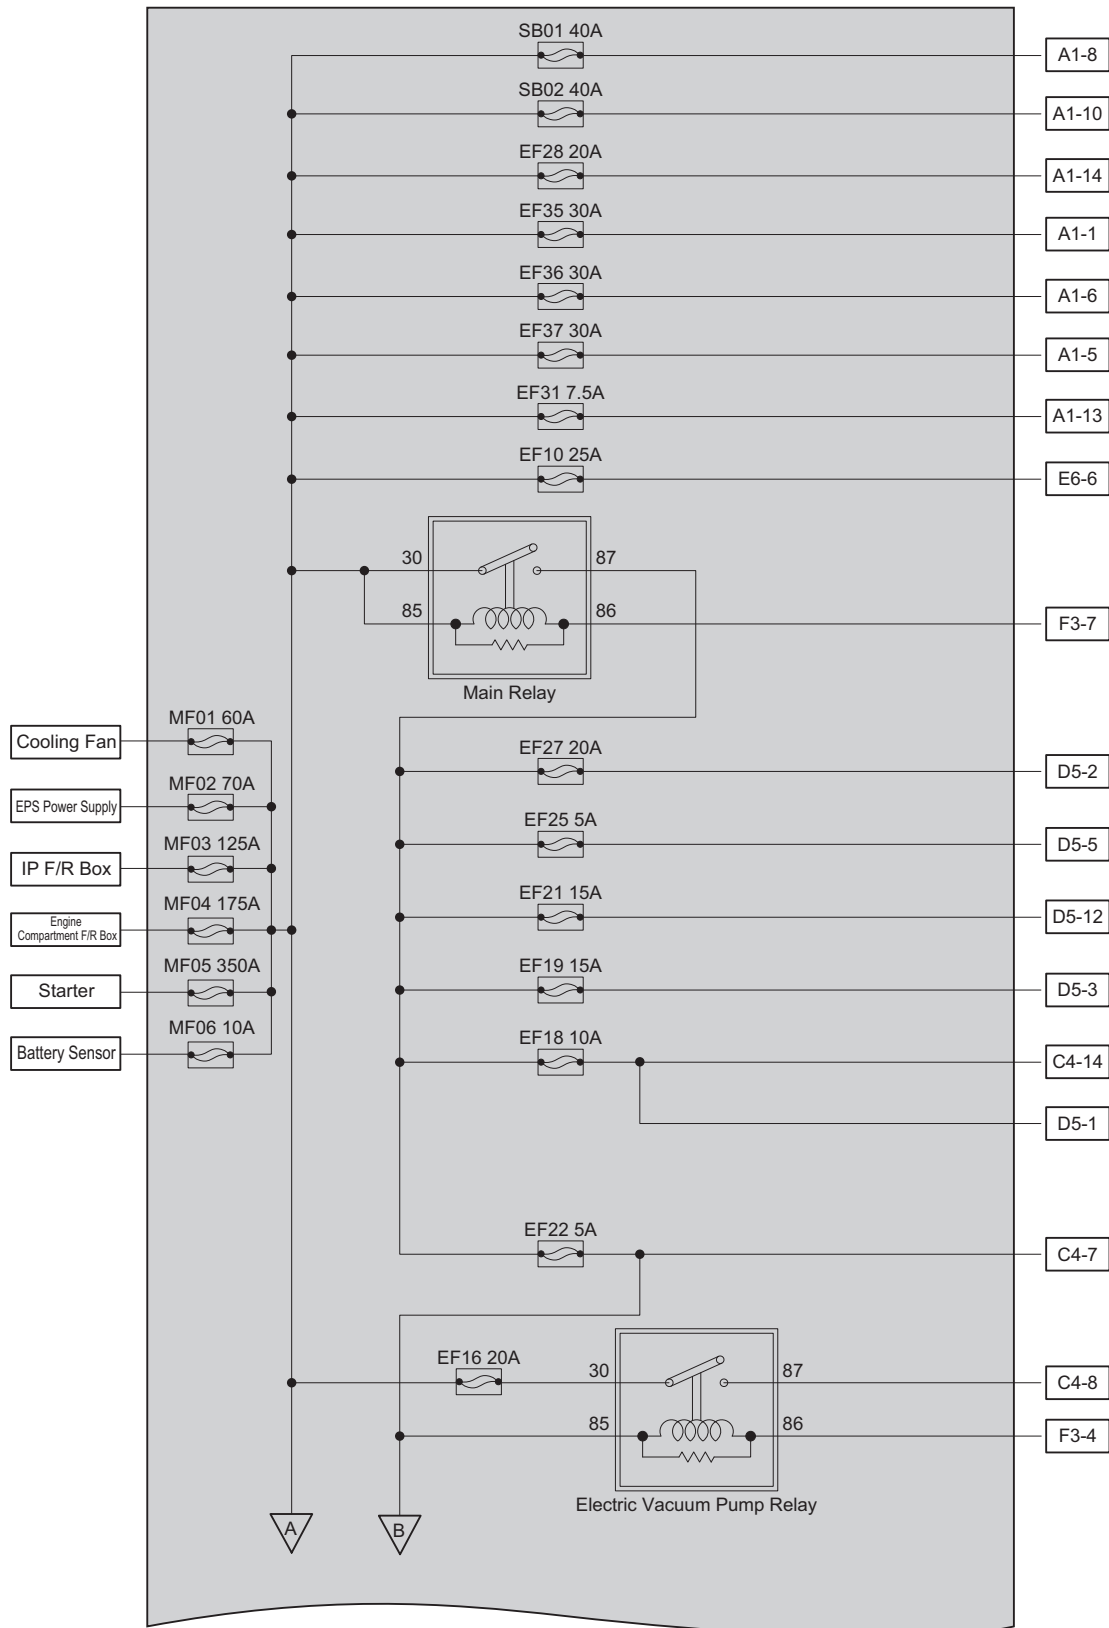 SB01 40A
A1-8
SB02 40A
A1-10
EF28 20A
A1-14
EF35 30A
A1-1
EF36 30A
A1-6
EF37 30A
A1-5
EF31 7.5A
A1-13
EF10 25A
E6-6
30
87
85
86
F3-7
Main Relay
MF01 60A
Cooling Fan
EF27 20A
D5-2
MF02 70A
EPS Power Supply
EF25 5A
D5-5
MF03 125A
IP F/R Box
MF04 175A
Engine
Compartment F/R Box
EF21 15A
D5-12
MF05 350A
Starter
EF19 15A
D5-3
MF06 10A
Battery Sensor
EF18 10A
C4-14
D5-1
EF22 5A
C4-7
EF16 20A
30
87
C4-8
85
86
F3-4
Electric Vacuum Pump Relay
A
B